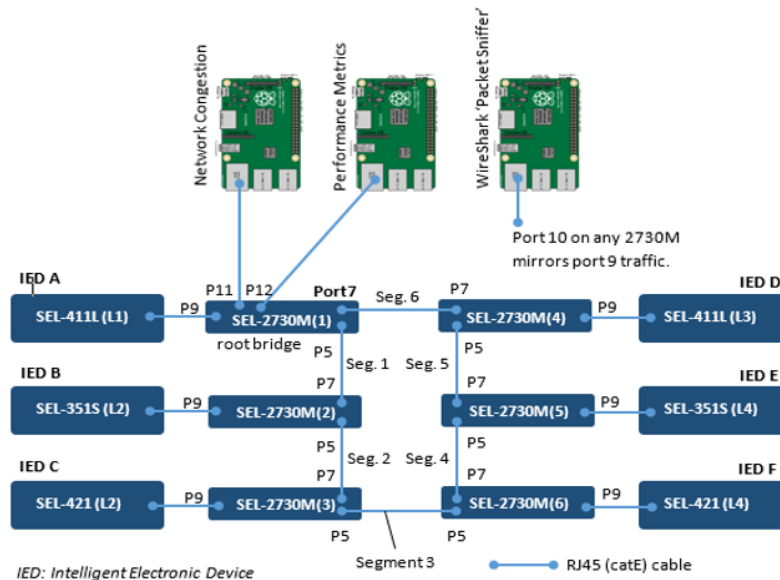 Network Congestion
Performance Metrics
WireShark 'Packet Sniffer'
Port 10 on any 2730M
mirrors port 9 traffic.
IED A
SEL-411L (L1)
P9
P11
P12
SEL-2730M(1)
root bridge
Port7
Seg. 6
P7
SEL-2730M(4)
P9
IED D
SEL-411L (L3)
P5
Seg. 1
P7
P5
Seg. 5
P7
IED B
SEL-351S (L2)
P9
SEL-2730M(2)
SEL-2730M(5)
P9
IED E
SEL-351S (L4)
P5
Seg. 2
P7
P5
Seg. 4
P7
IED C
SEL-421 (L2)
P9
SEL-2730M(3)
SEL-2730M(6)
P9
IED F
SEL-421 (L4)
P5
P5
Segment 3
RJ45 (catE) cable
IED: Intelligent Electronic Device